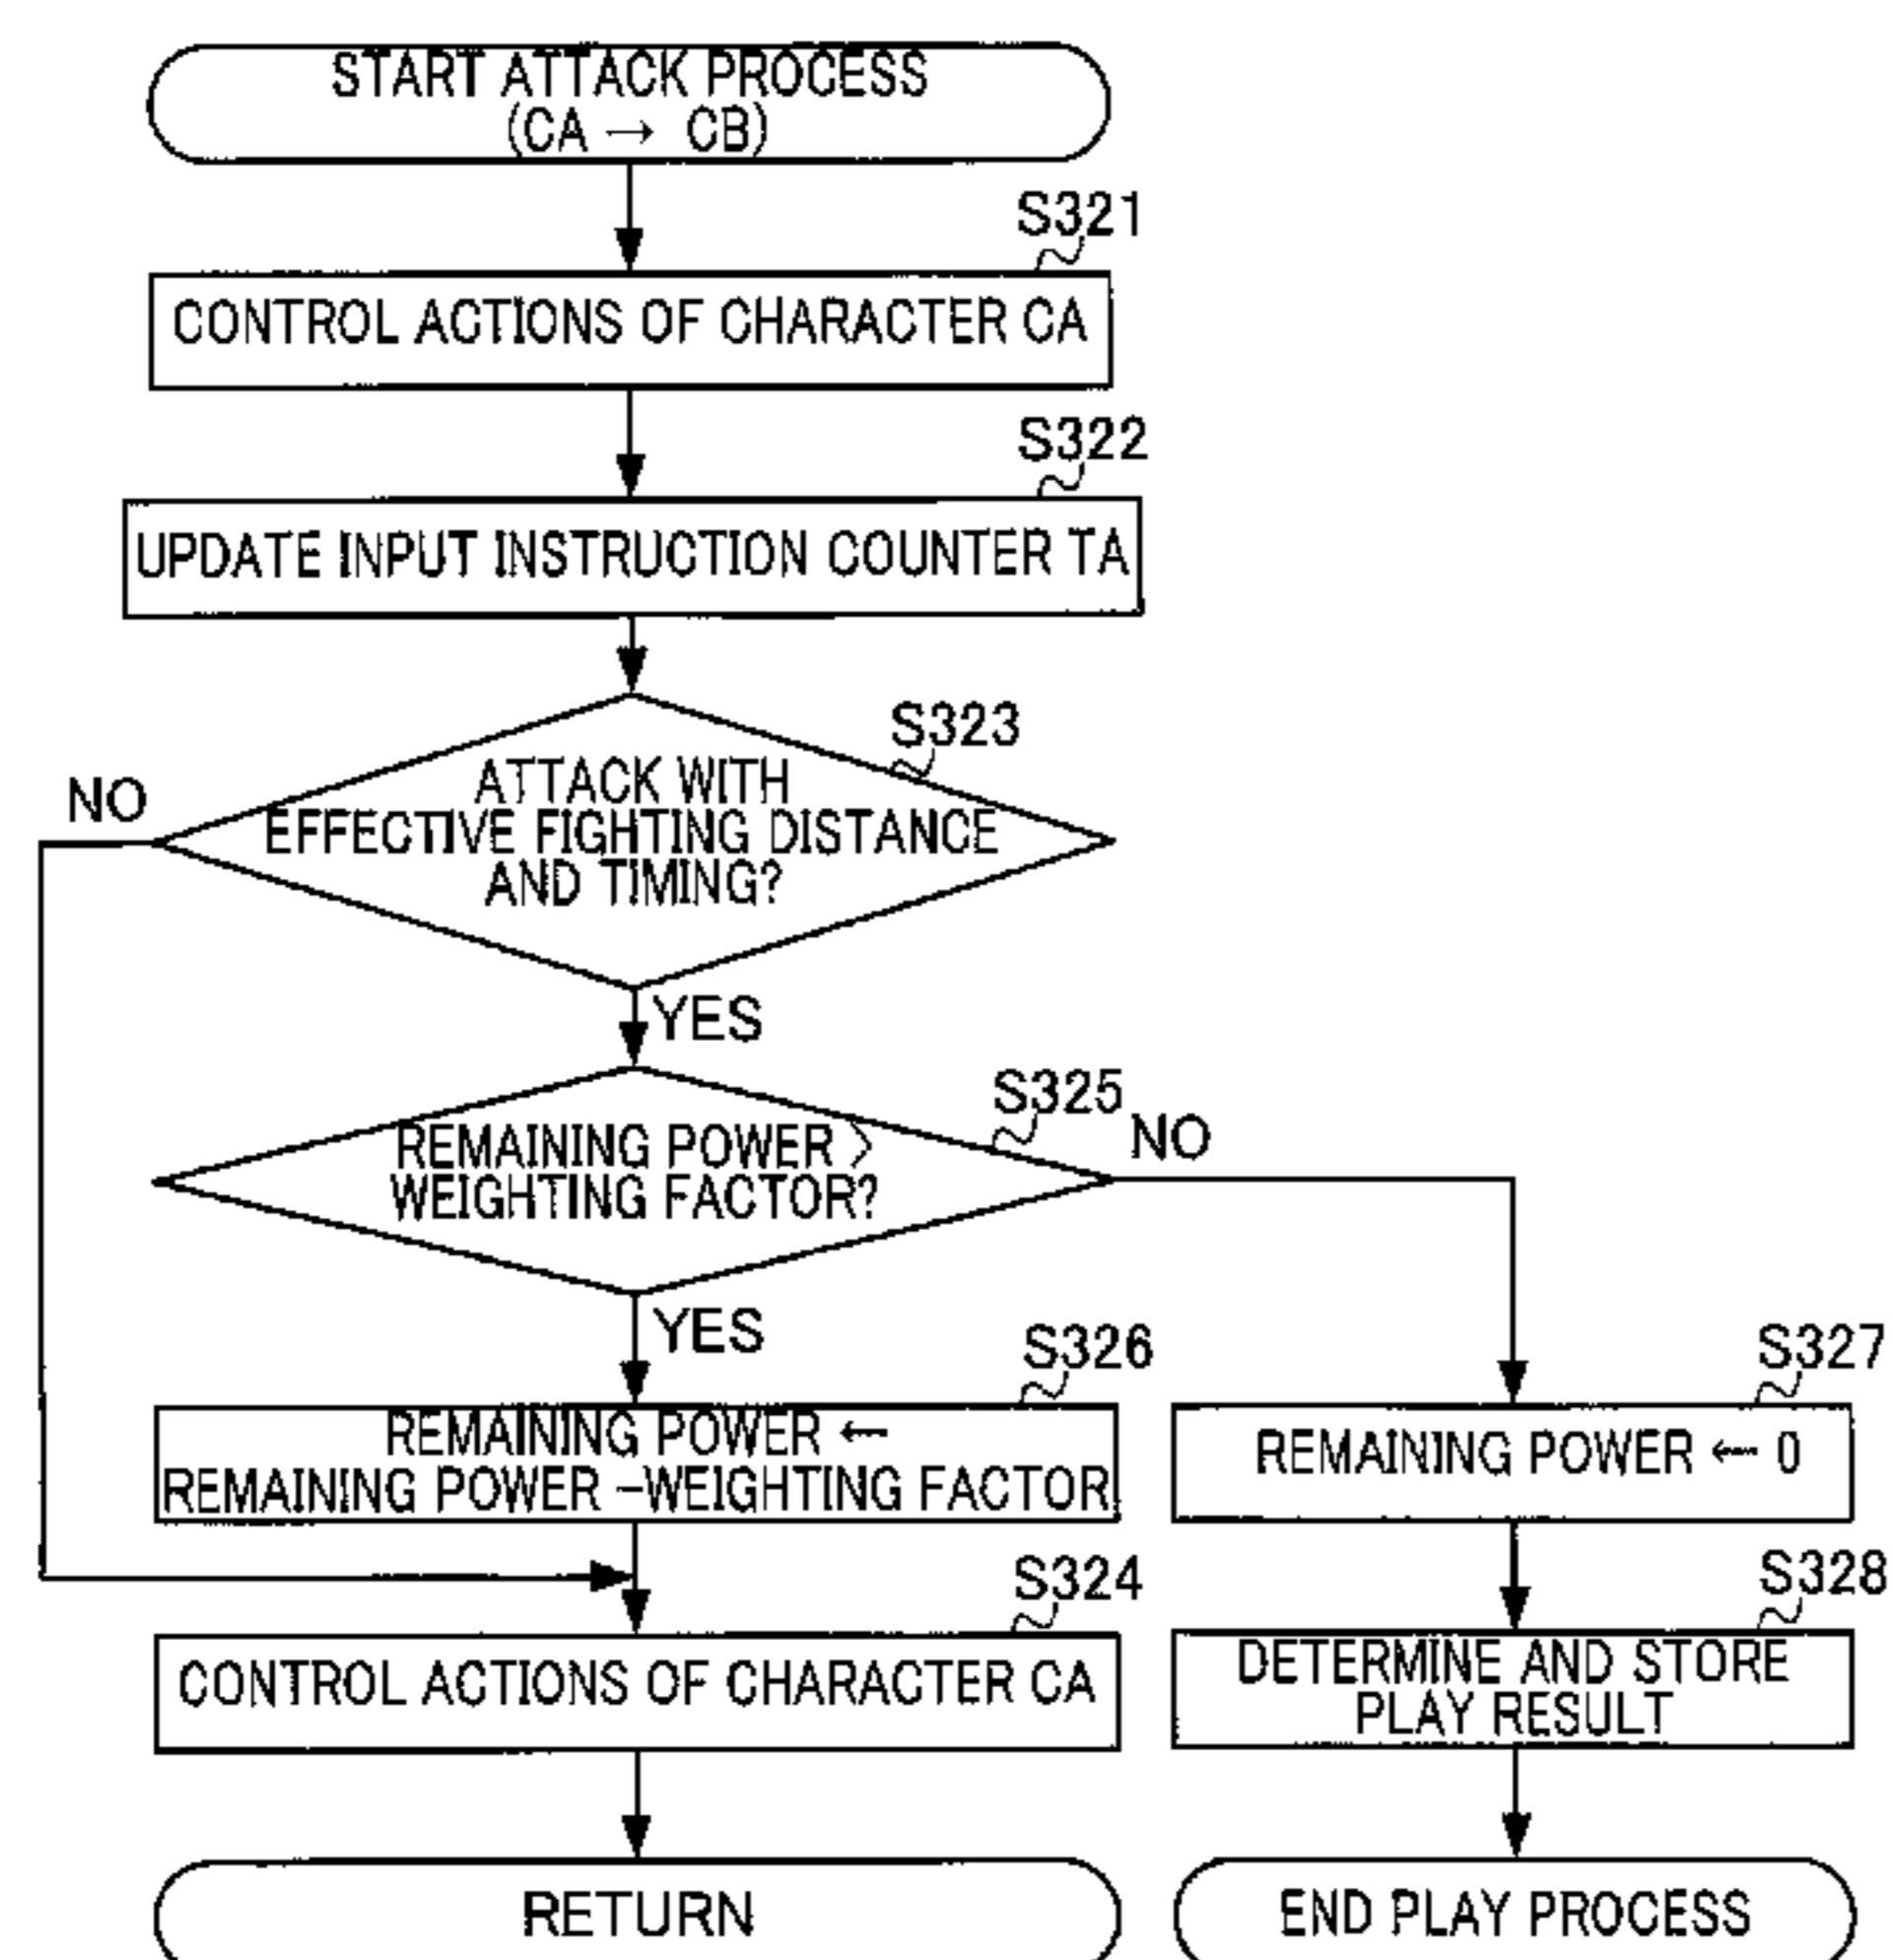 START ATTACK PROCESS
(CA → CB)
S321
CONTROL ACTIONS OF CHARACTER CA
S322
UPDATE INPUT INSTRUCTION COUNTER TA
S323
ATTACK WITH
EFFECTIVE FIGHTING DISTANCE
AND TIMING?
NO
YES
S325
REMAINING POWER >
WEIGHTING FACTOR?
NO
YES
S326
REMAINING POWER ←
REMAINING POWER -WEIGHTING FACTOR
S327
REMAINING POWER ← 0
S324
CONTROL ACTIONS OF CHARACTER CA
S328
DETERMINE AND STORE
PLAY RESULT
RETURN
END PLAY PROCESS